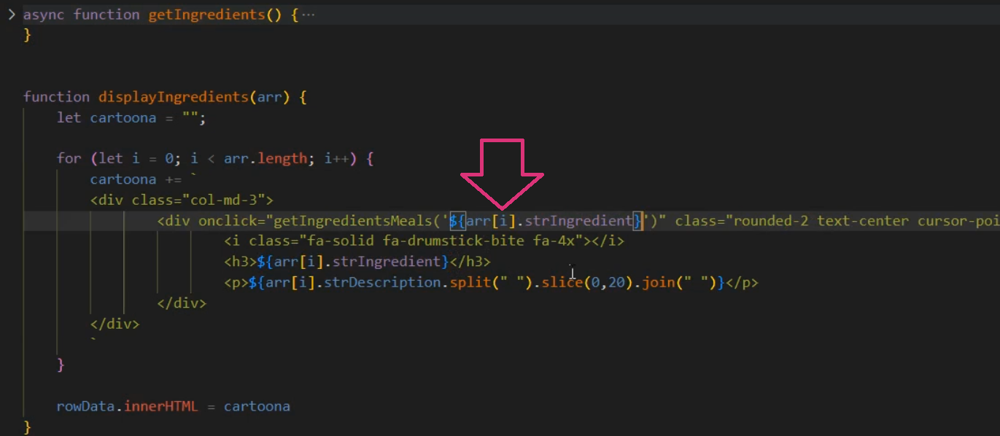 async function getIngredients() {···
}
function displayIngredients(arr) {
let cartoona = "";
for (let i = 0; i < arr.length; i++) {
cartoona += `
<div class="col-md-3">
<div onclick="getIngredientsMeals('${arr[i].strIngredient}')" class="rounded-2 text-center cursor-poi
<i class="fa-solid fa-drumstick-bite fa-4x"></i>
<h3>${arr[i].strIngredient}</h3>
<p>${arr[i].strDescription.split(" ").slice(0,20).join(" ")}</p>
</div>
</div>
`
}
rowData.innerHTML = cartoona
}